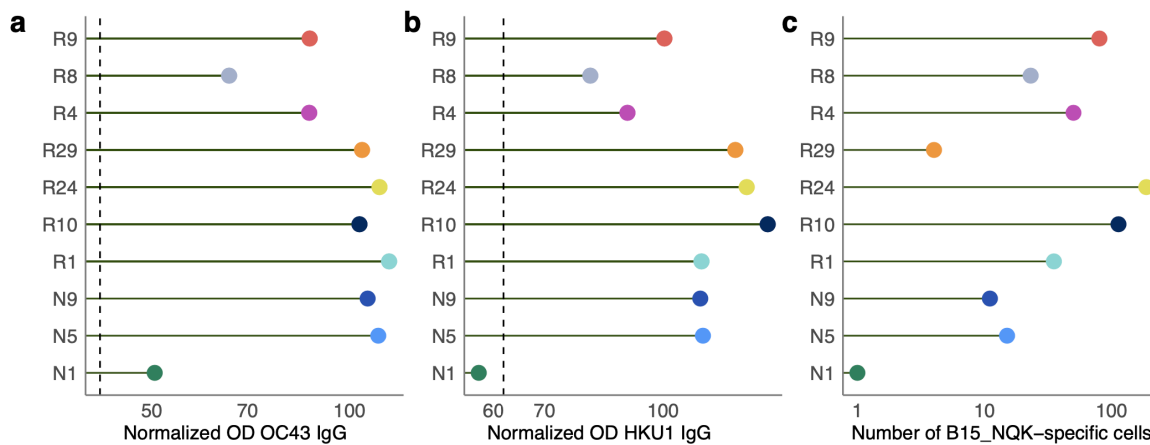 a
R9
R8
R4
R29
R24
R10
R1
N9
N5
N1
50 70 100
Normalized OD OC43 IgG
b
R9
R8
R4
R29
R24
R10
R1
N9
N5
N1
60 70 100
Normalized OD HKU1 IgG
c
R9
R8
R4
R29
R24
R10
R1
N9
N5
N1
1 10 100
Number of B15_NQK−specific cells